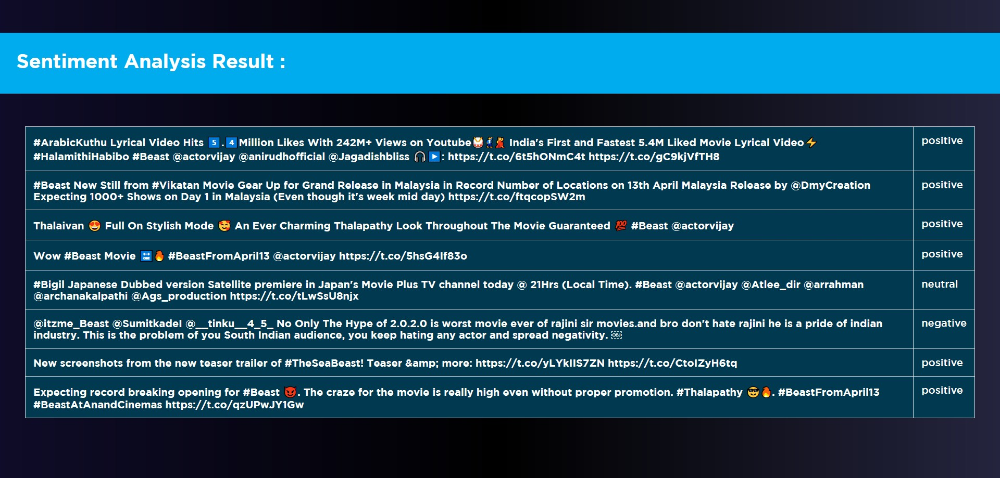 Sentiment Analysis Result :
#ArabicKuthu Lyrical Video Hits 5️⃣.4️⃣Million Likes With 242M+ Views on Youtube🥁🕺💃 India's First and Fastest 5.4M Liked Movie Lyrical Video⚡ positive
#HalamithiHabibo #Beast @actorvijay @anirudhofficial @Jagadishbliss 🎧▶️: https://t.co/6t5hONmC4t https://t.co/gC9kjVfTH8
#Beast New Still from #Vikatan Movie Gear Up for Grand Release in Malaysia in Record Number of Locations on 13th April Malaysia Release by @DmyCreation positive
Expecting 1000+ Shows on Day 1 in Malaysia (Even though it's week mid day) https://t.co/ftqcopSW2m
Thalaivan 😍 Full On Stylish Mode 🥰 An Ever Charming Thalapathy Look Throughout The Movie Guaranteed 💯 #Beast @actorvijay positive
Wow #Beast Movie 🔛🔥 #BeastFromApril13 @actorvijay https://t.co/5hsG4If83o positive
#Bigil Japanese Dubbed version Satellite premiere in Japan's Movie Plus TV channel today @ 21Hrs (Local Time). #Beast @actorvijay @Atlee_dir @arrahman neutral
@archanakalpathi @Ags_production https://t.co/tLwSsU8njx
@itzme_Beast @SumitkadeI @__tinku__4_5_ No Only The Hype of 2.0.2.0 is worst movie ever of rajini sir movies.and bro don't hate rajini he is a pride of indian negative
industry. This is the problem of you South Indian audience, you keep hating any actor and spread negativity. ￼
New screenshots from the new teaser trailer of #TheSeaBeast! Teaser &amp; more: https://t.co/yLYkIIS7ZN https://t.co/CtoIZyH6tq positive
Expecting record breaking opening for #Beast 😈. The craze for the movie is really high even without proper promotion. #Thalapathy 😎🔥. #BeastFromApril13 positive
#BeastAtAnandCinemas https://t.co/qzUPwJY1Gw